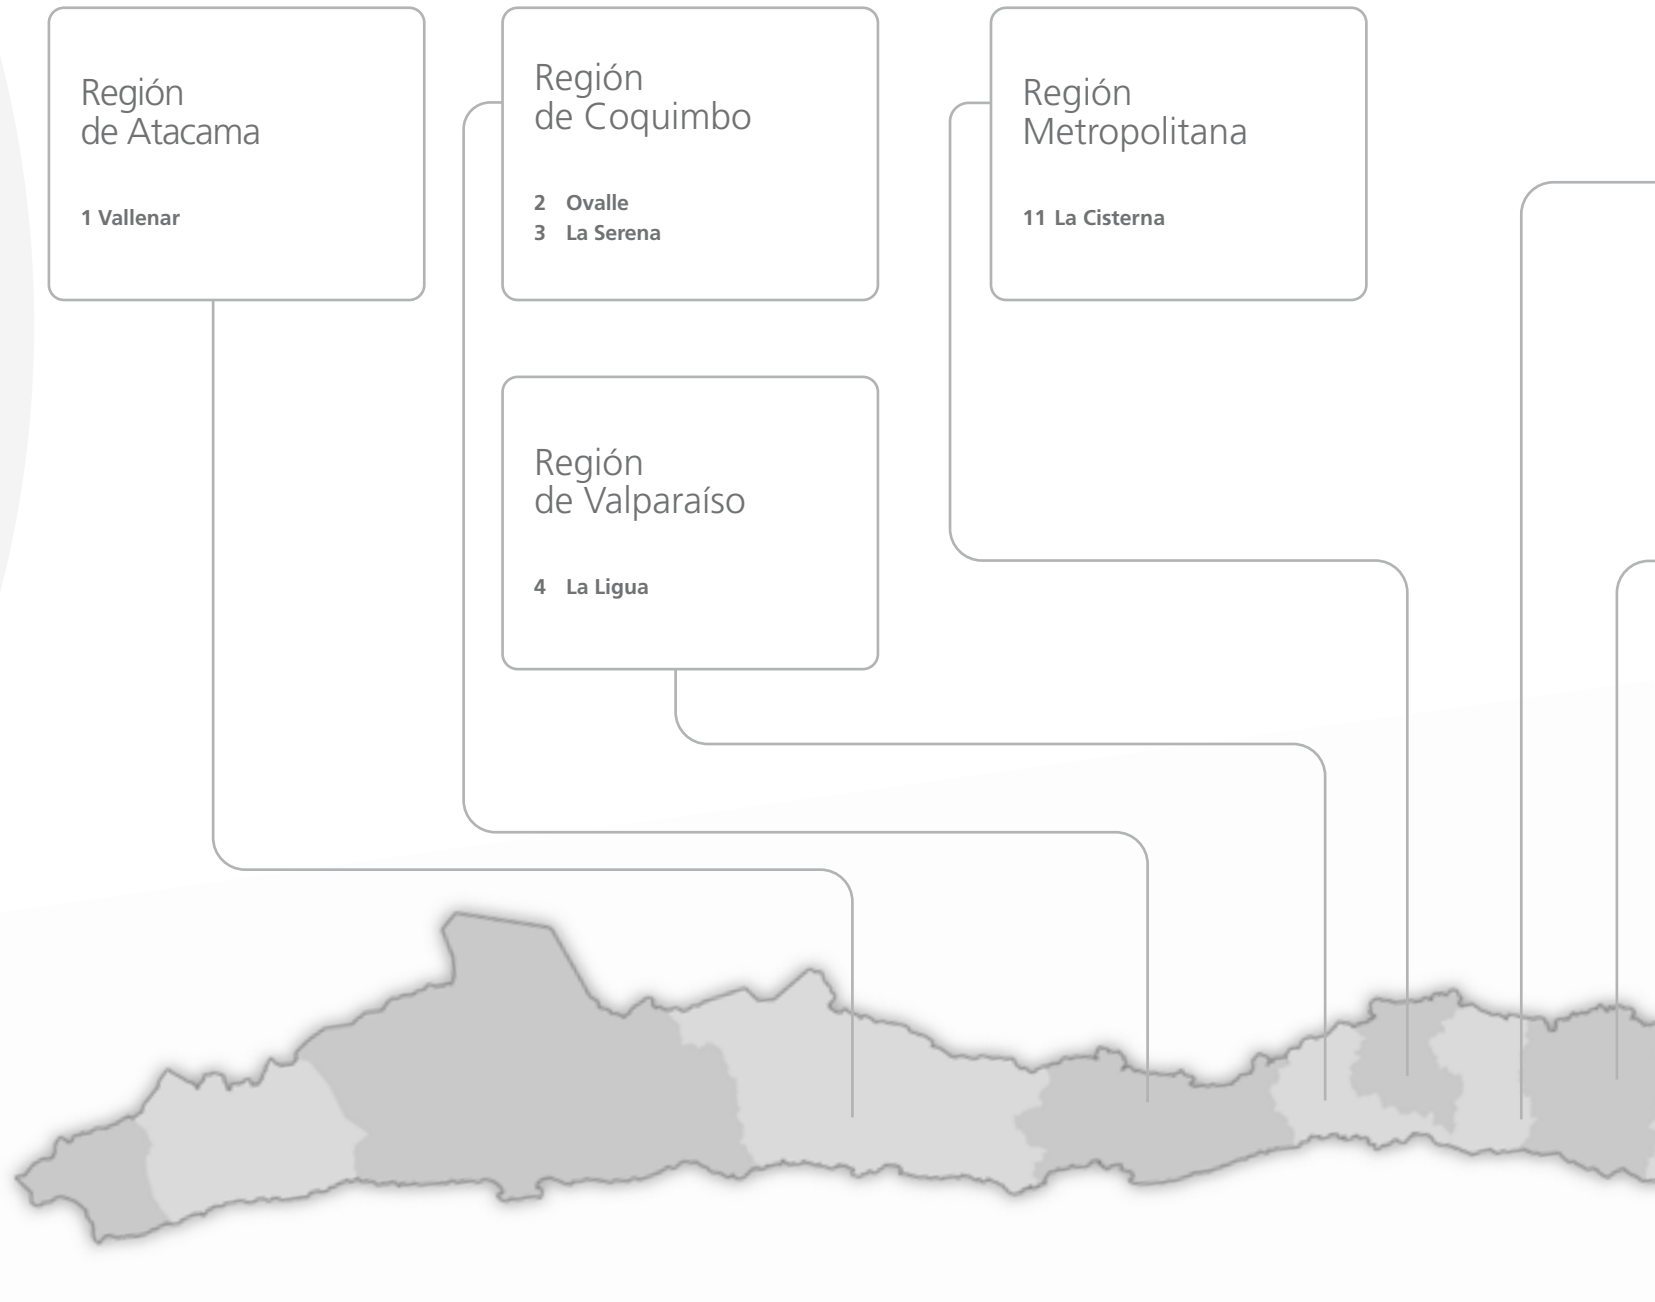 Región
de Atacama
1 Vallenar
Región
de Coquimbo
2 Ovalle
3 La Serena
Región
de Valparaíso
4 La Ligua
Región
Metropolitana
11 La Cisterna